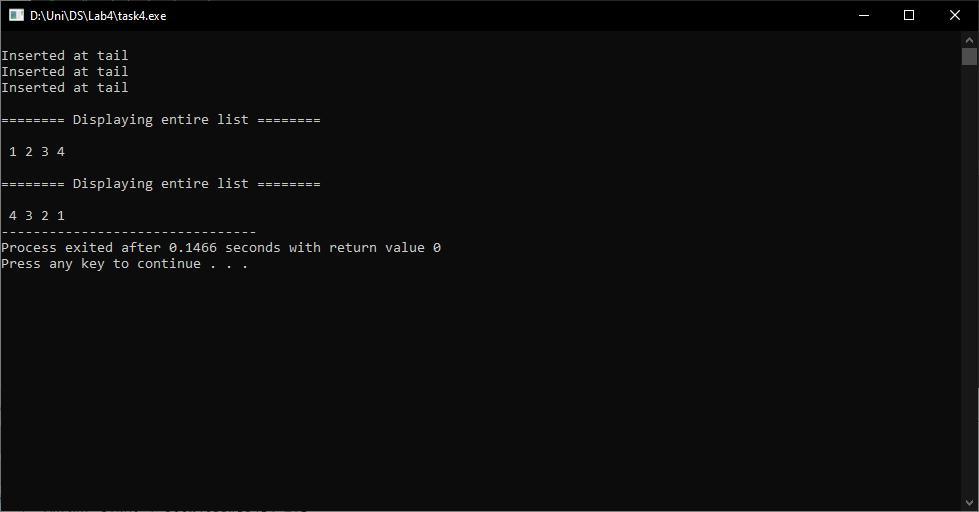 D:\Uni\DS\Lab4\task4.exe
Inserted at tail
Inserted at tail
Inserted at tail
======== Displaying entire list ========
1 2 3 4
======== Displaying entire list ========
4 3 2 1
--------------------------------
Process exited after 0.1466 seconds with return value 0
Press any key to continue . . .